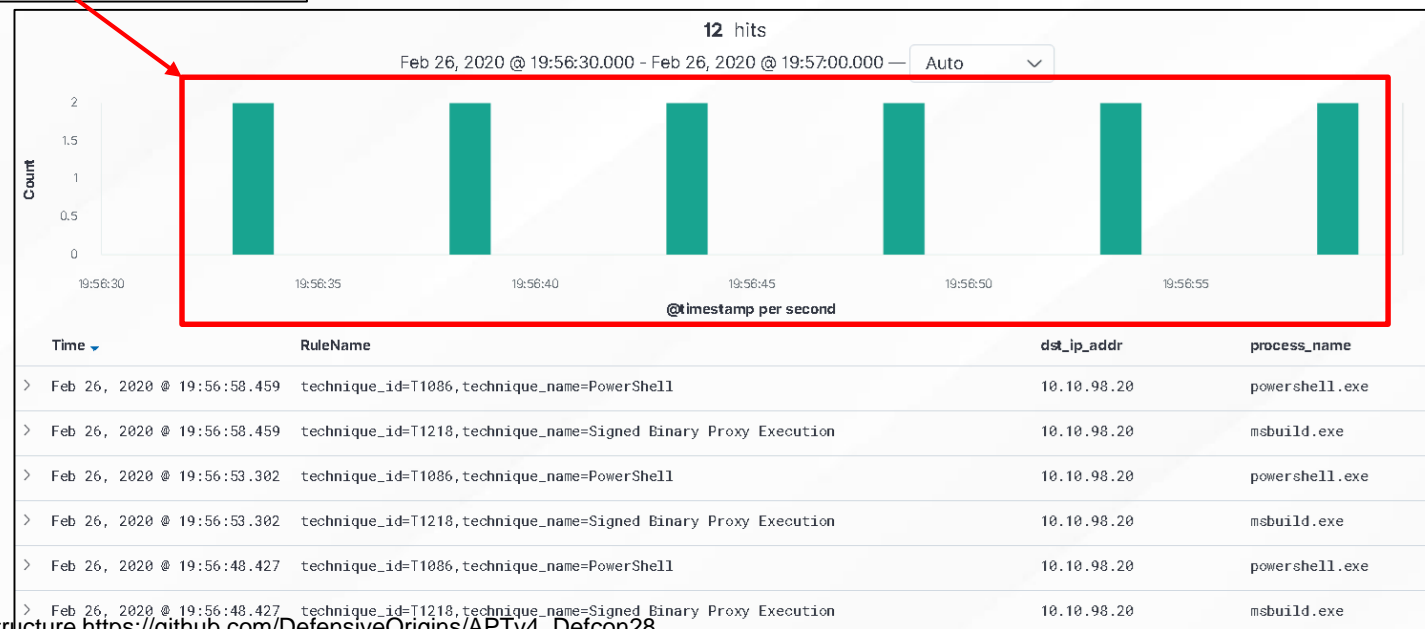 12 hits
Feb 26, 2020 @ 19:56:30.000 - Feb 26, 2020 @ 19:57:00.000 — Auto
2
1.5
1
0.5
0
Count
19:56:30 19:56:35 19:56:40 19:56:45 19:56:50 19:56:55
@timestamp per second
Time RuleName dst_ip_addr process_name
> Feb 26, 2020 @ 19:56:58.459 technique_id=T1086,technique_name=PowerShell 10.10.98.20 powershell.exe
> Feb 26, 2020 @ 19:56:58.459 technique_id=T1218,technique_name=Signed Binary Proxy Execution 10.10.98.20 msbuild.exe
> Feb 26, 2020 @ 19:56:53.302 technique_id=T1086,technique_name=PowerShell 10.10.98.20 powershell.exe
> Feb 26, 2020 @ 19:56:53.302 technique_id=T1218,technique_name=Signed Binary Proxy Execution 10.10.98.20 msbuild.exe
> Feb 26, 2020 @ 19:56:48.427 technique_id=T1086,technique_name=PowerShell 10.10.98.20 powershell.exe
> Feb 26, 2020 @ 19:56:48.427 technique_id=T1218,technique_name=Signed Binary Proxy Execution 10.10.98.20 msbuild.exe
ructure https://github.com/DefensiveOrigins/APTv4_Defcon28